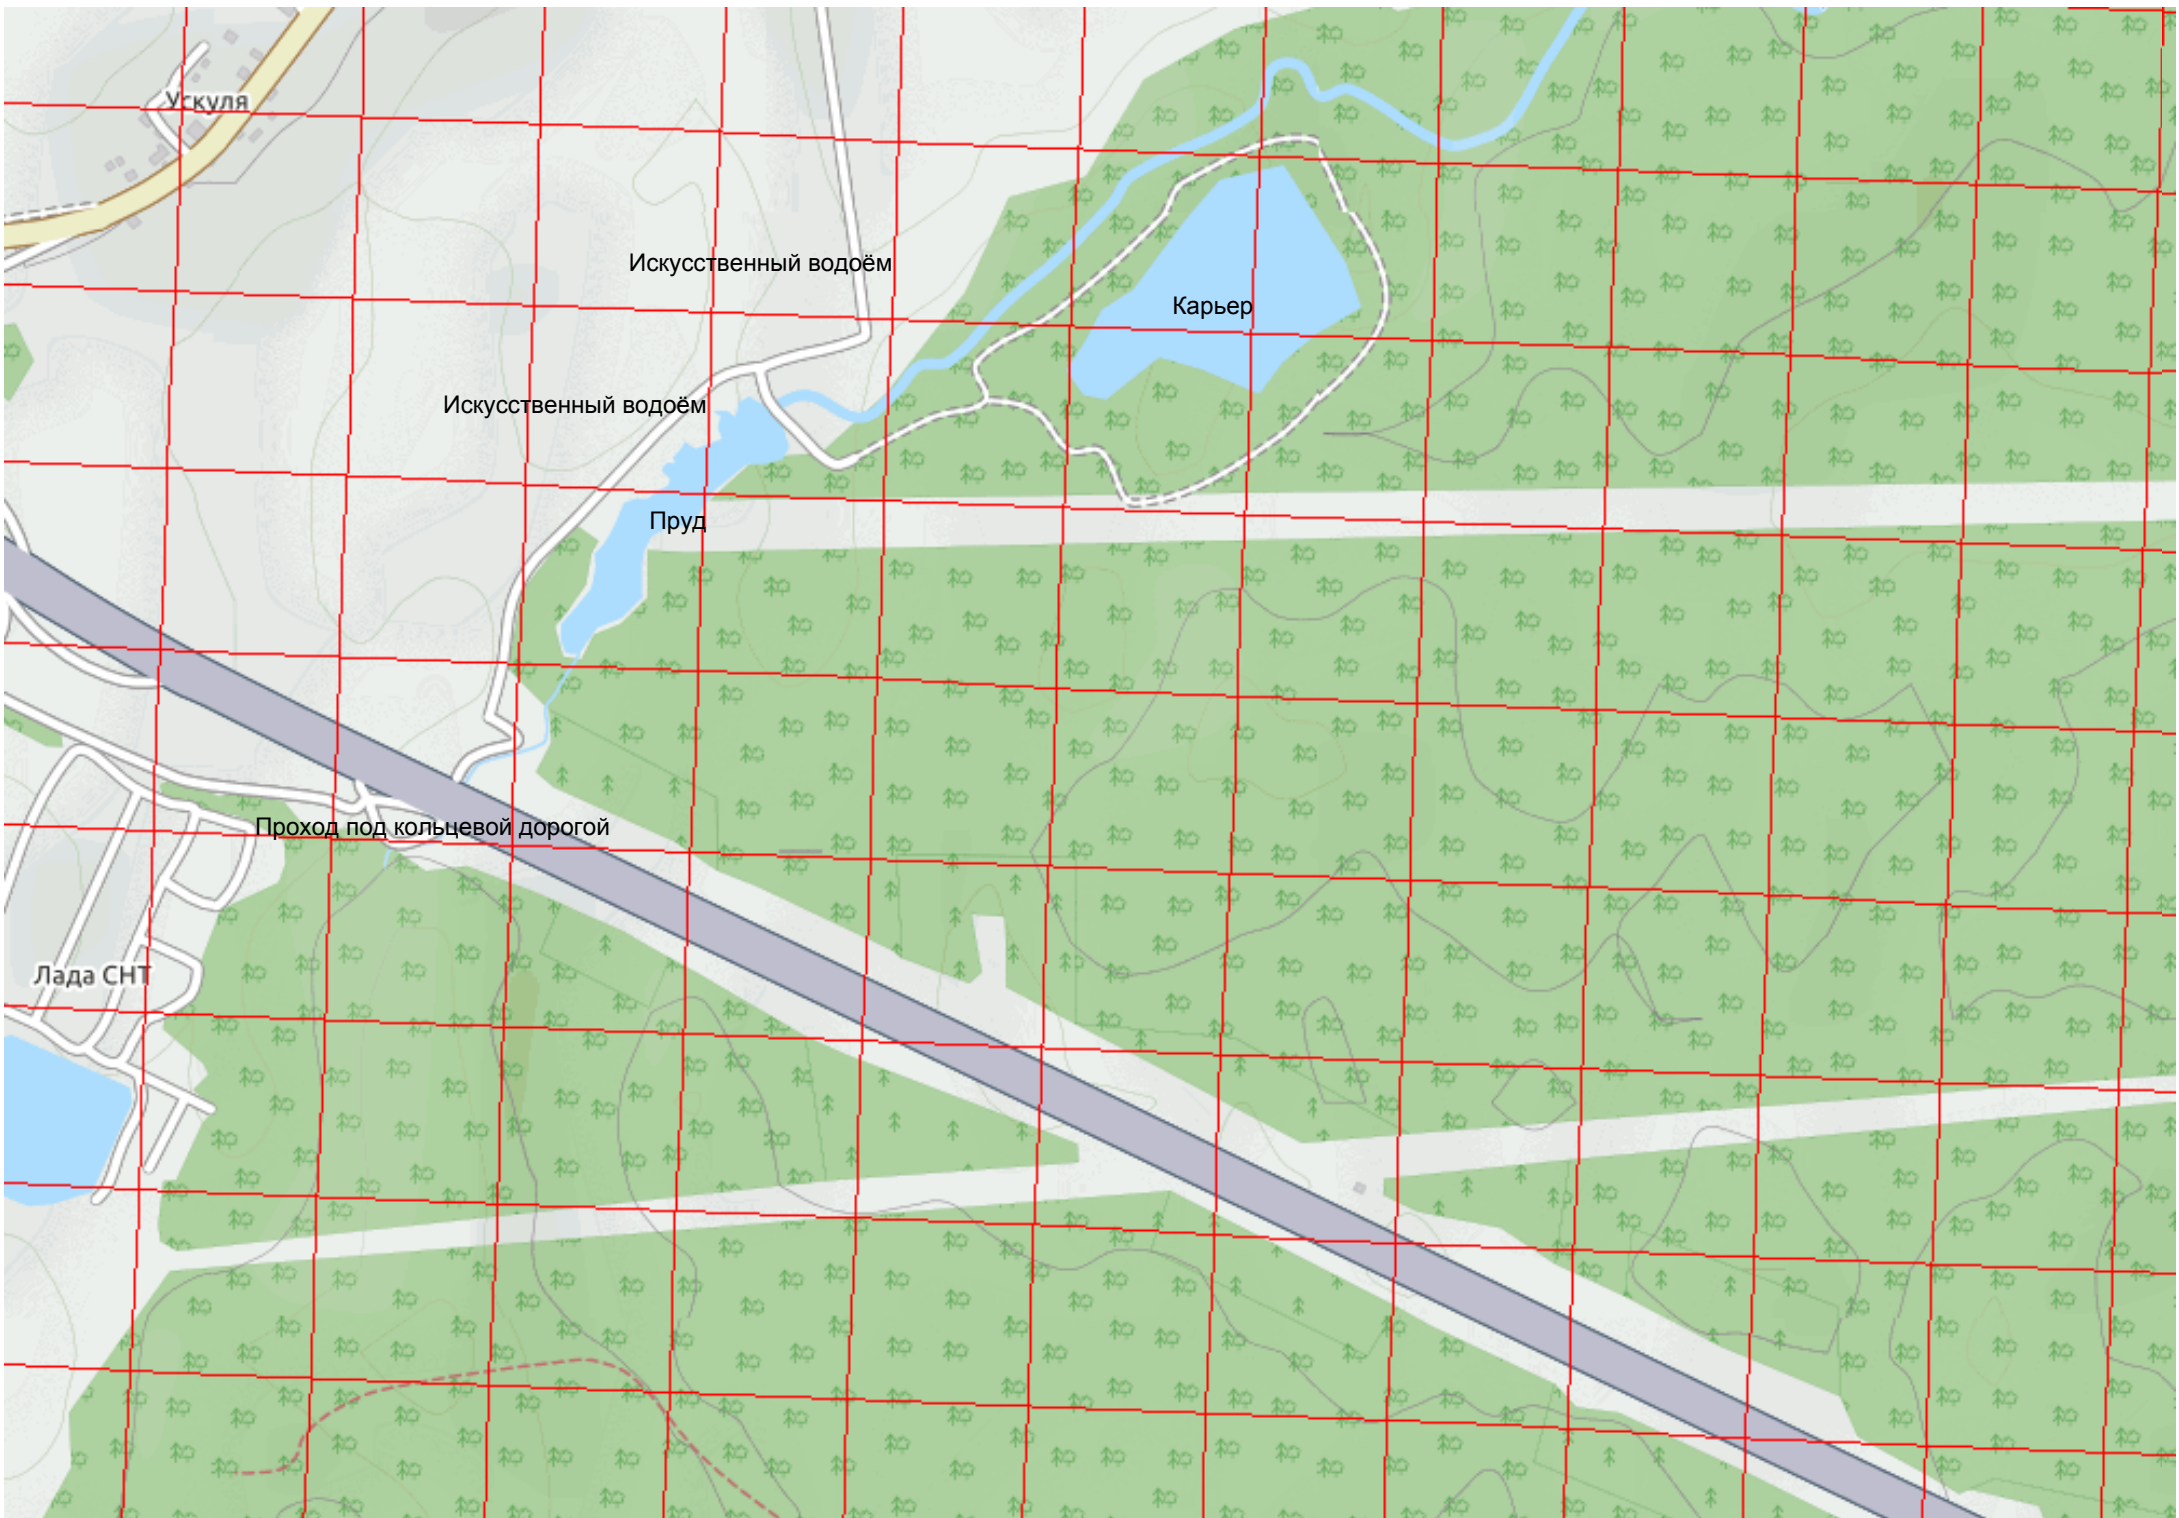 Ускуля
Искусственный водоём
Карьер
Искусственный водоём
Пруд
Проход под кольцевой дорогой
Лада СНТ